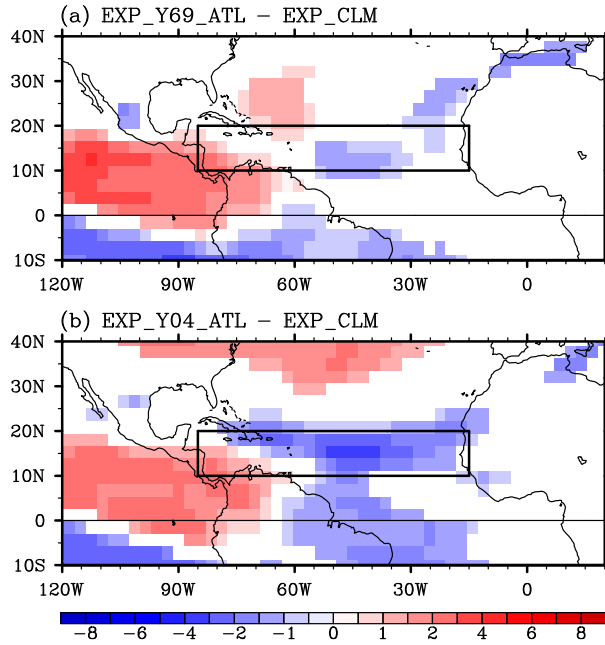 (a) EXP_Y69_ATL − EXP_CLM
40N
30N
20N
10N
0
10S
120W 90W 60W 30W 0
(b) EXP_Y04_ATL − EXP_CLM
40N
30N
20N
10N
0
10S
120W 90W 60W 30W 0
−8 −6 −4 −2 −1 0 1 2 4 6 8